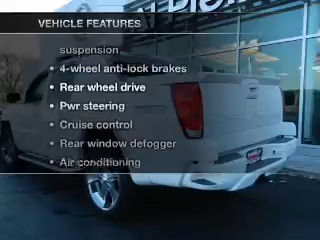 VEHICLE FEATURES
suspension
• 4-wheel anti-lock brakes
• Rear wheel drive
• Pwr steering
• Cruise control
• Rear window defogger
• Air conditioning